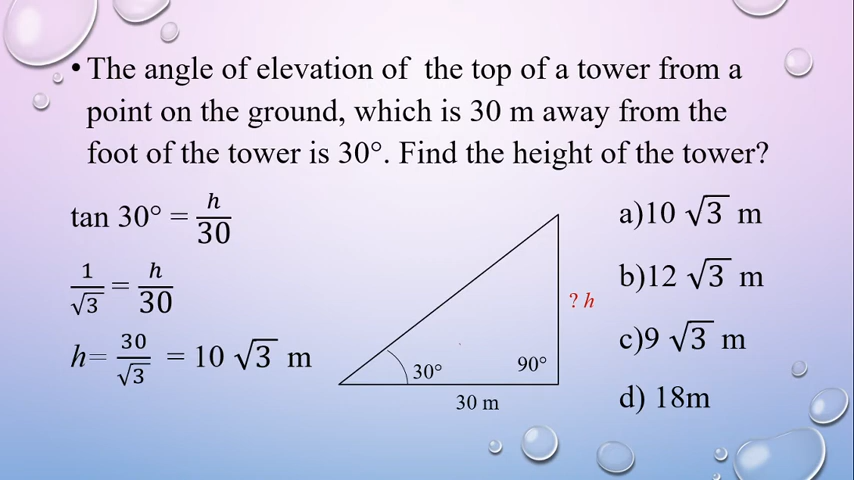 • The angle of elevation of the top of a tower from a
point on the ground, which is 30 m away from the
foot of the tower is 30°. Find the height of the tower?
tan 30° = h/30
1/√3 = h/30
h= 30/√3 = 10 √3 m
? h
30°
90°
30 m
a)10 √3 m
b)12 √3 m
c)9 √3 m
d) 18m